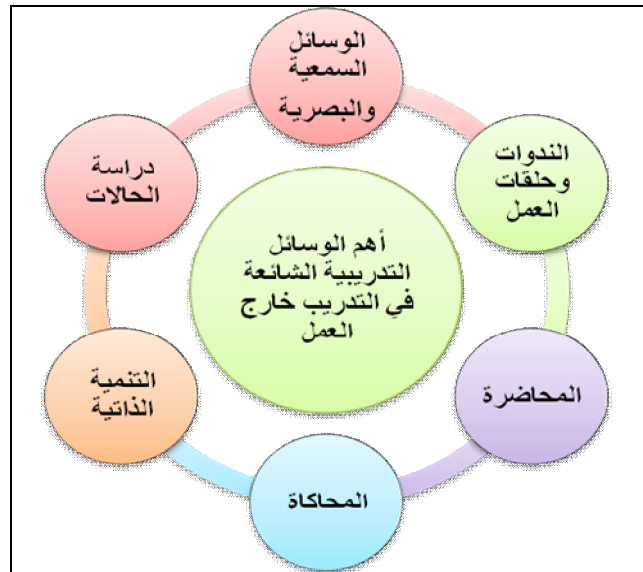 الوسائل
السمعية
والبصرية
الندوات
وحلقات
العمل
دراسة
الحالات
أهم الوسائل
التدريبية الشائعة
في التدريب خارج
العمل
المحاضرة
التنمية
الذاتية
المحاكاة